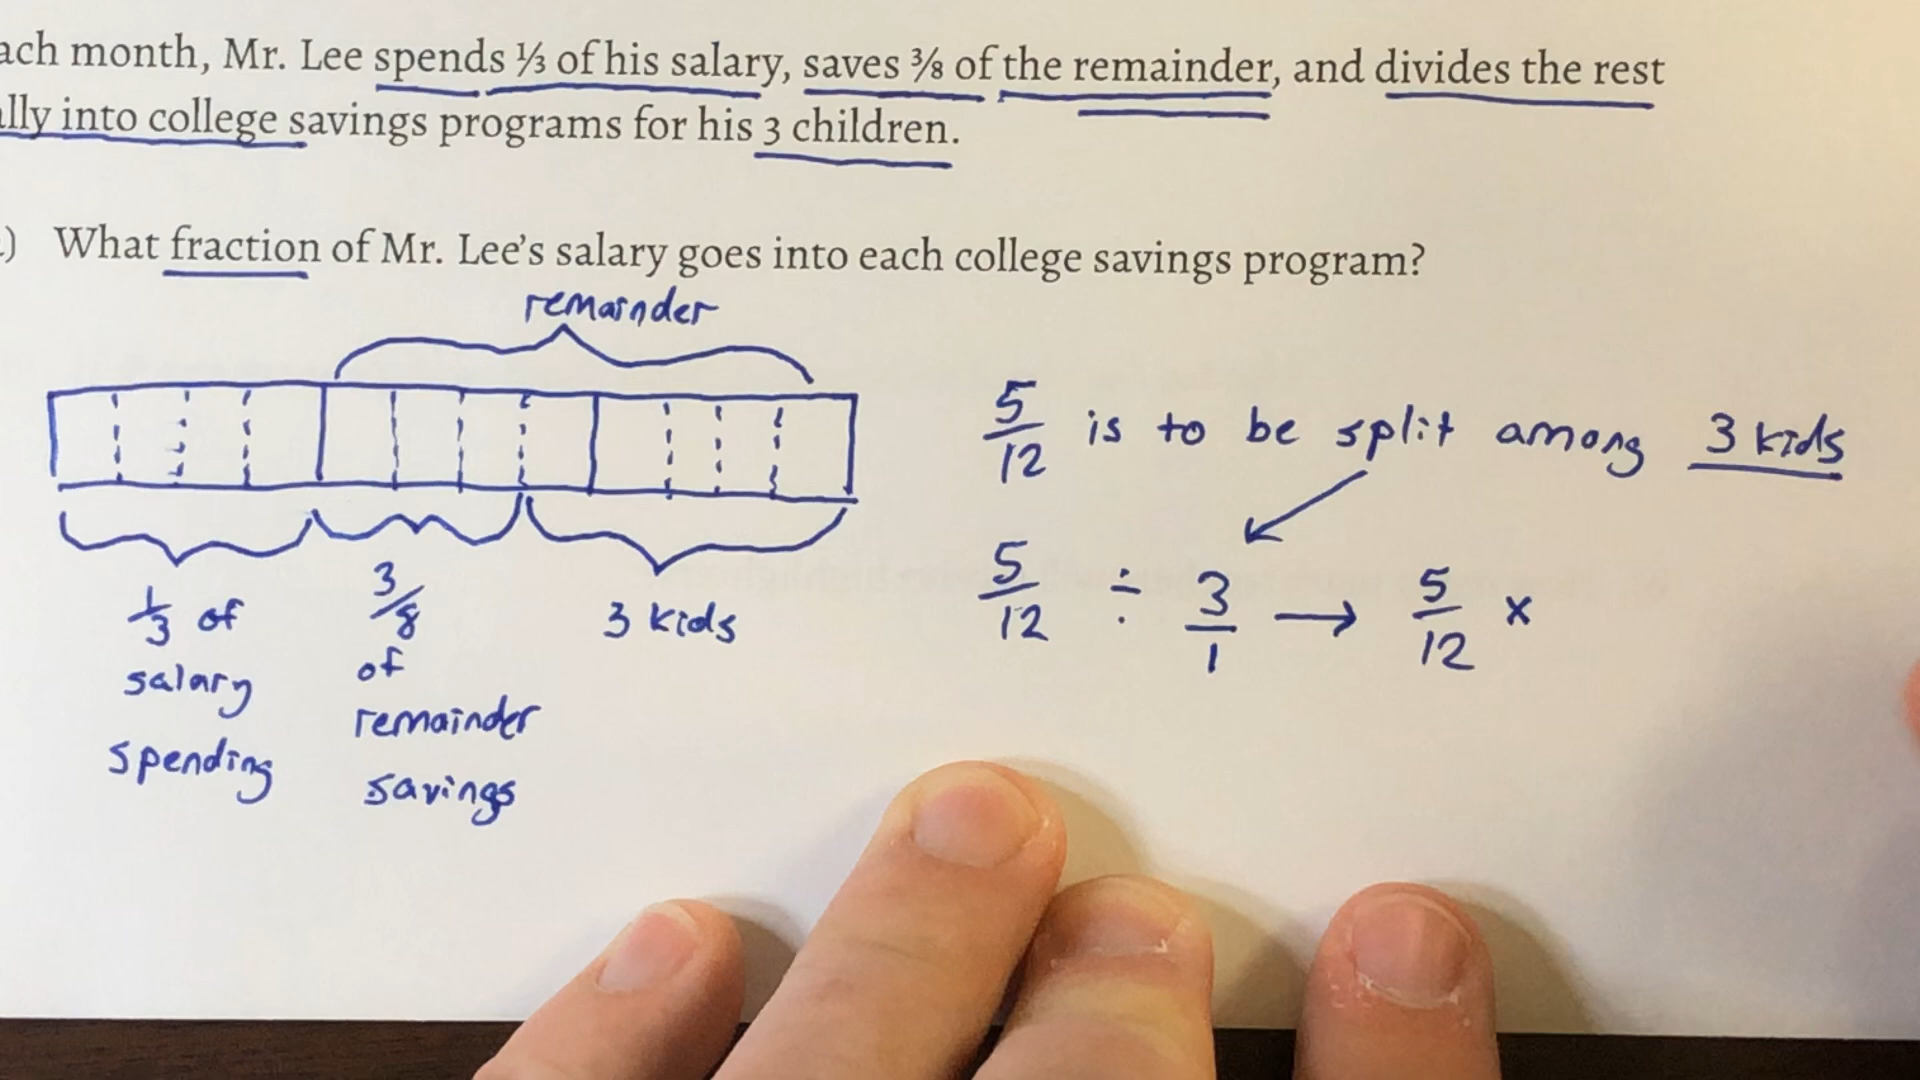 ach month, Mr. Lee spends ⅓ of his salary, saves ⅜ of the remainder, and divides the rest
lly into college savings programs for his 3 children.
) What fraction of Mr. Lee's salary goes into each college savings program?
remainder
5/12 is to be split among 3 kids
5/12 ÷ 3/1 → 5/12 x
1/3 of
salary
spending
3/8
of
remainder
savings
3 kids